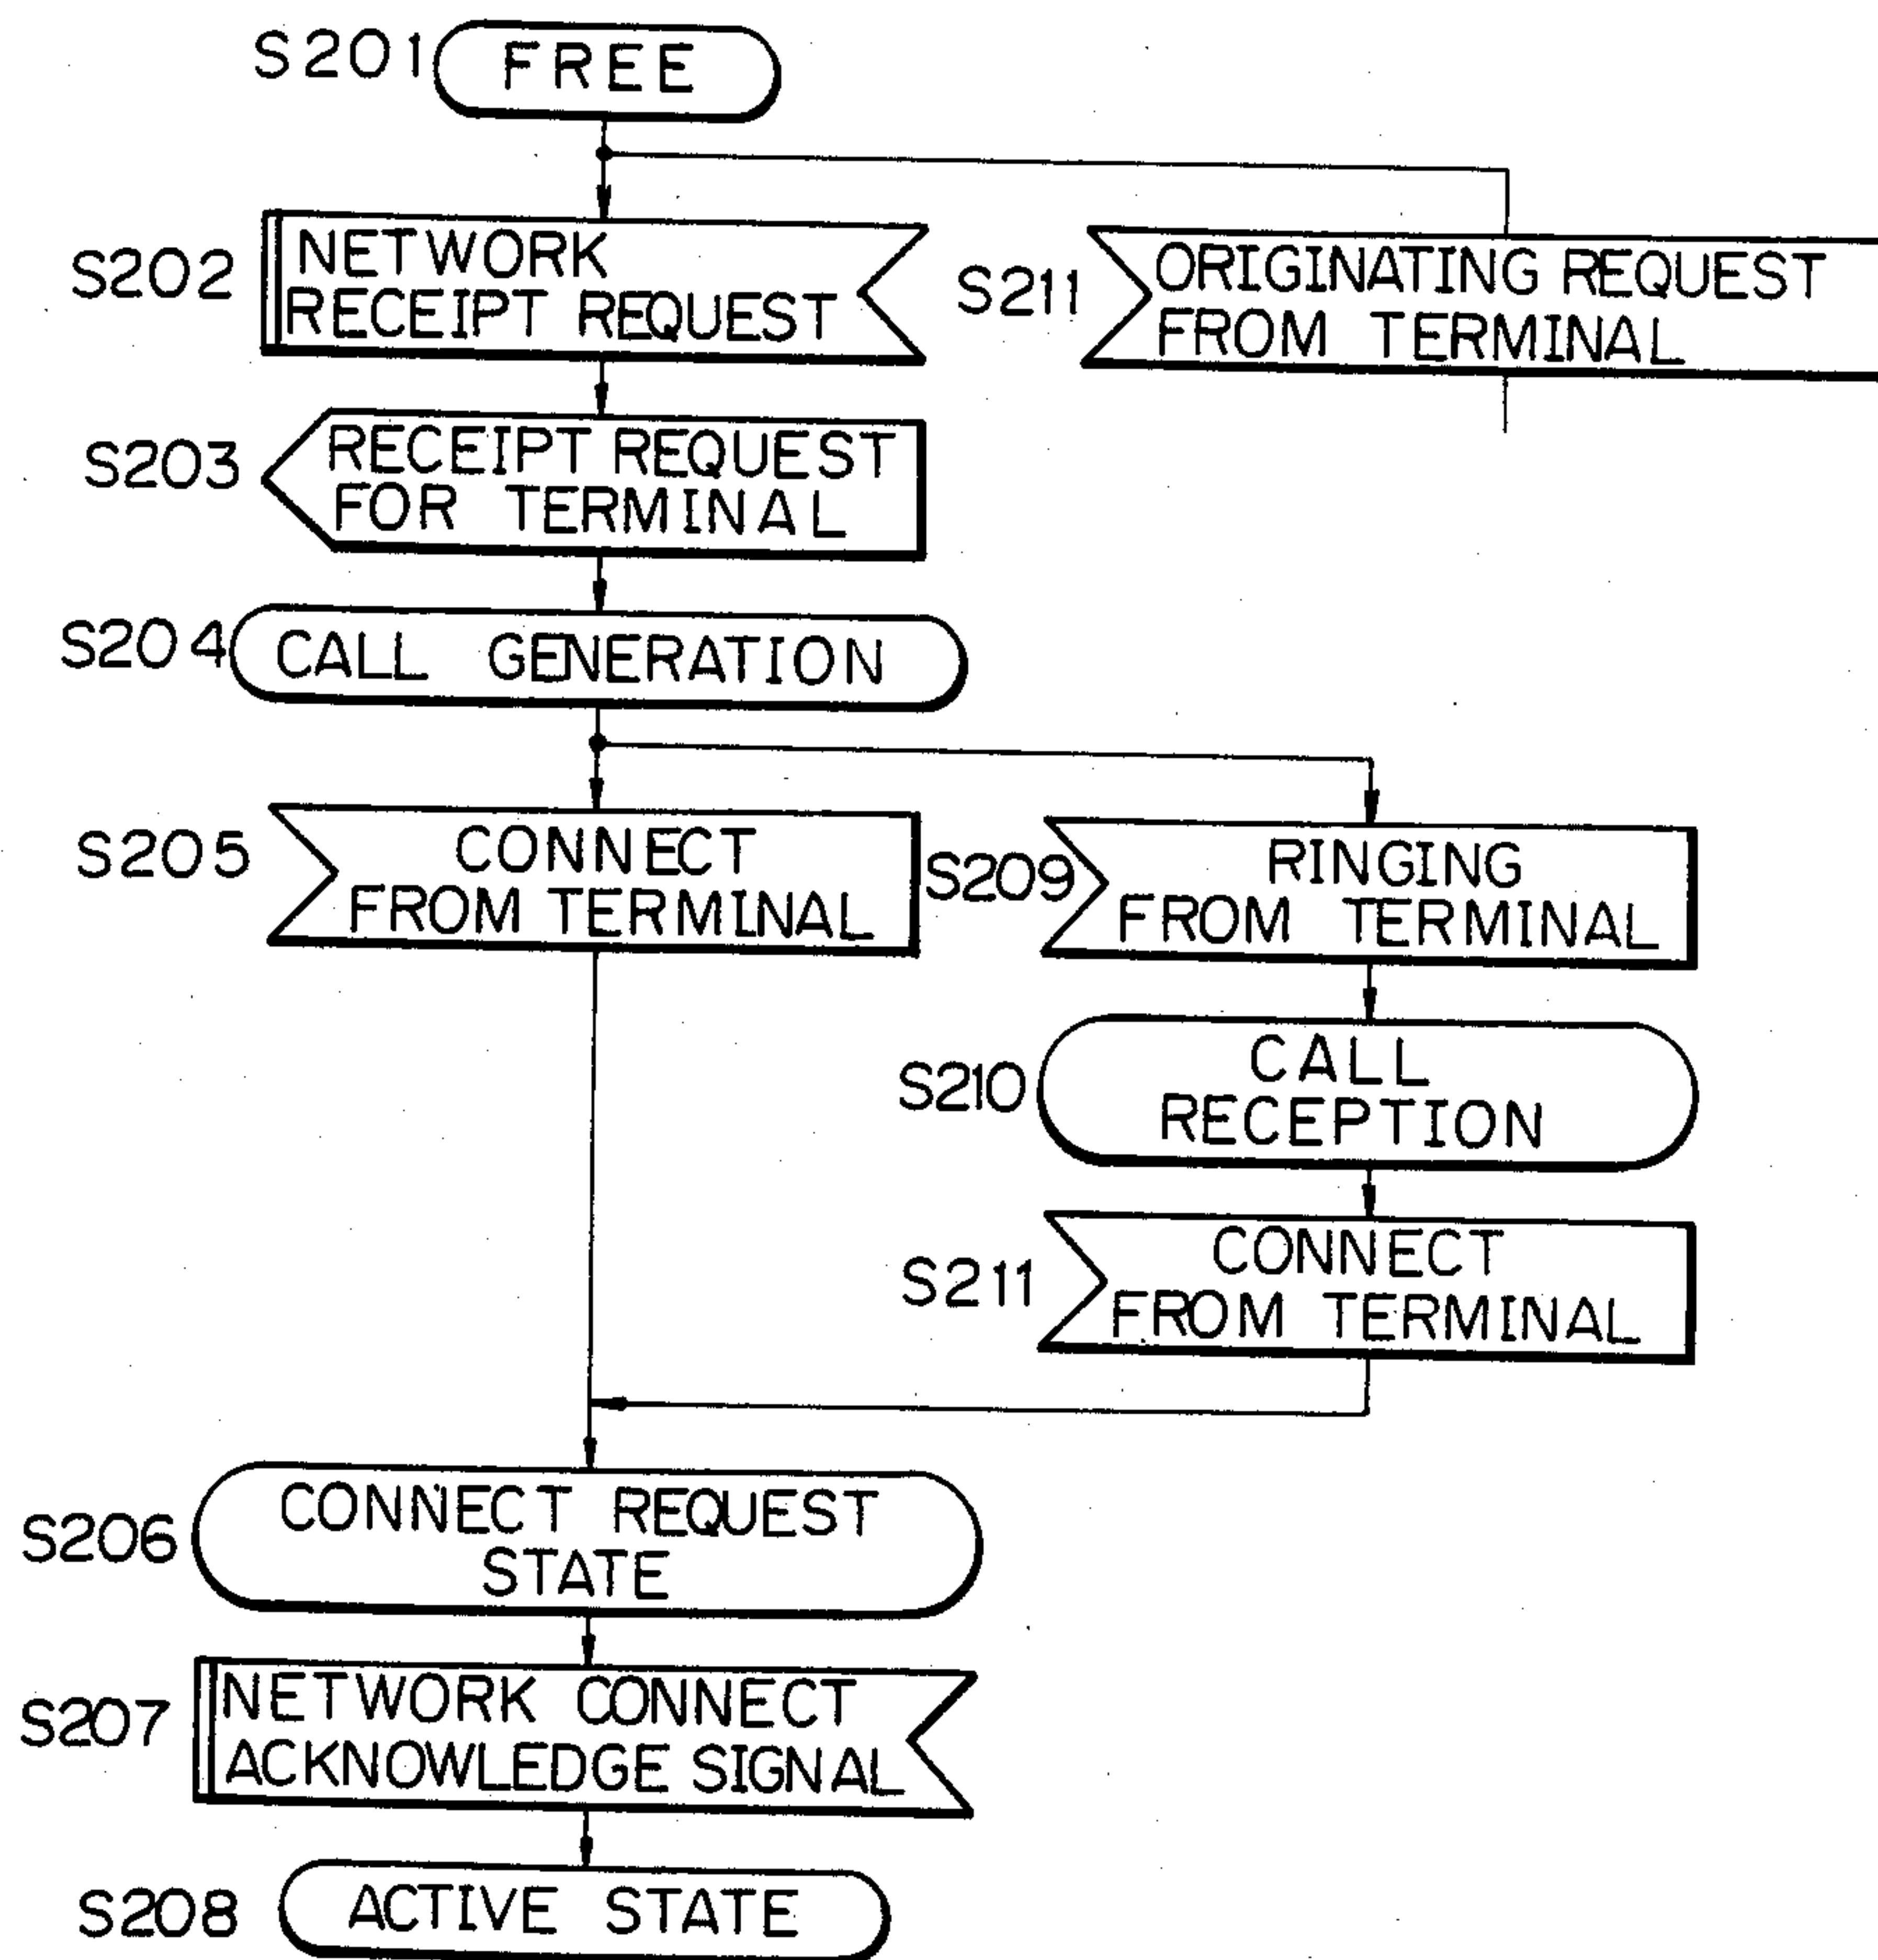 S201 FREE
S202 NETWORK
RECEIPT REQUEST
S211 ORIGINATING REQUEST
FROM TERMINAL
S203 RECEIPT REQUEST
FOR TERMINAL
S204 CALL GENERATION
S205 CONNECT
FROM TERMINAL
S209 RINGING
FROM TERMINAL
S210 CALL
RECEPTION
S211 CONNECT
FROM TERMINAL
S206 CONNECT REQUEST
STATE
S207 NETWORK CONNECT
ACKNOWLEDGE SIGNAL
S208 ACTIVE STATE